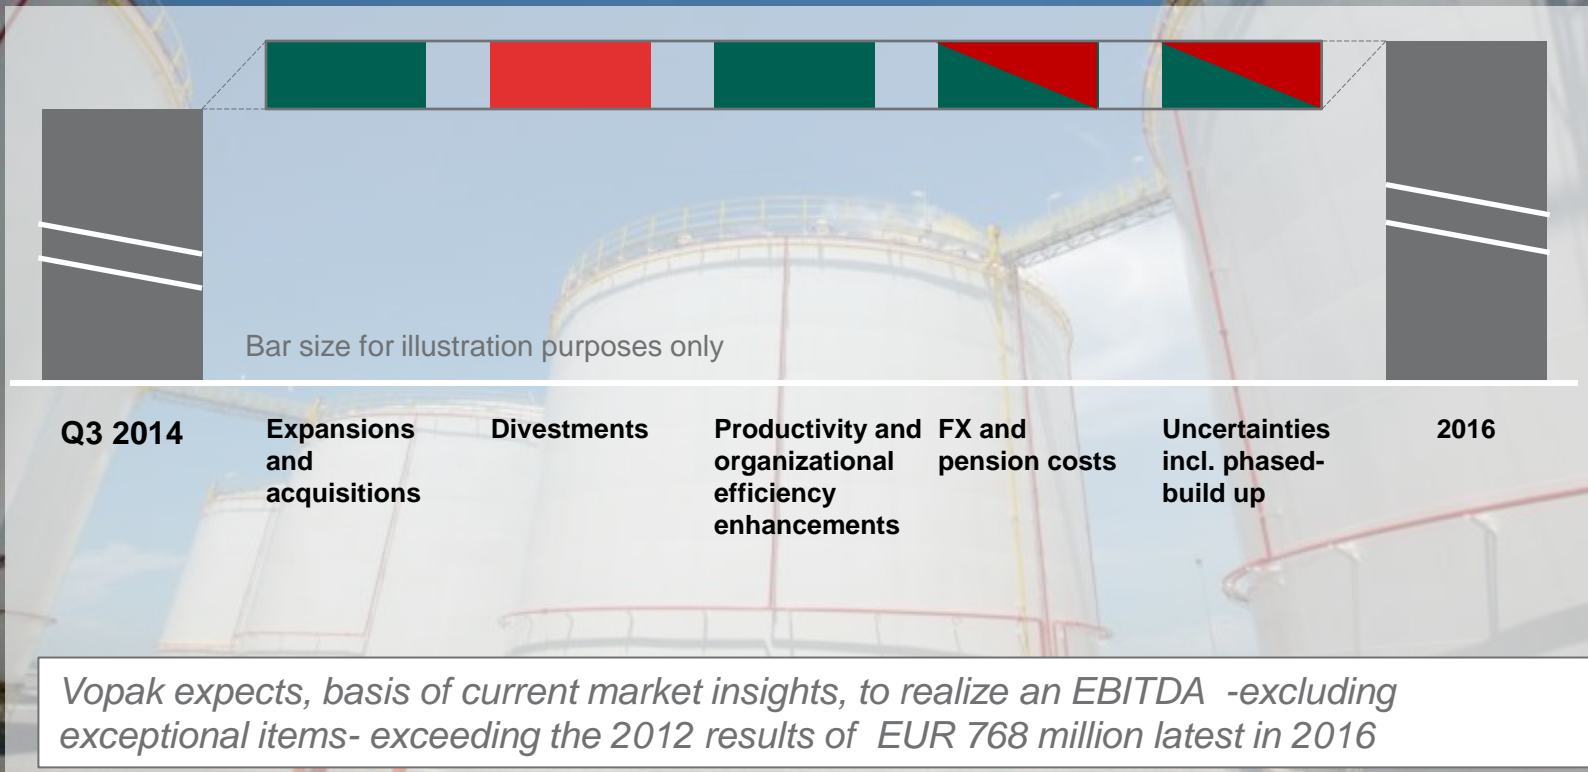 Bar size for illustration purposes only
Q3 2014
Expansions
and
acquisitions
Divestments
Productivity and
organizational
efficiency
enhancements
FX and
pension costs
Uncertainties
incl. phased-
build up
2016
Vopak expects, basis of current market insights, to realize an EBITDA -excluding
exceptional items- exceeding the 2012 results of EUR 768 million latest in 2016